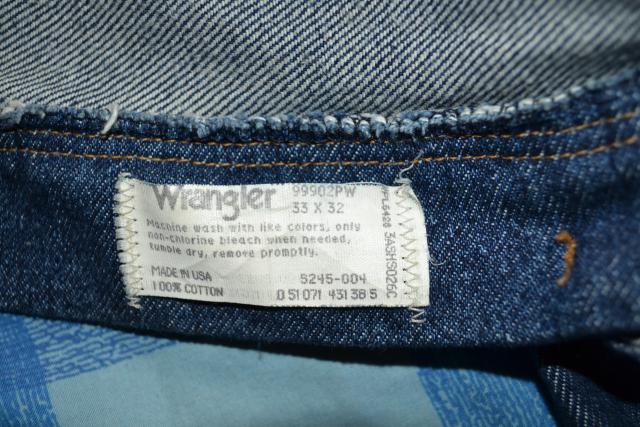 Wrangler
99902PW
33 X 32
Machine wash with like colors, only
non-chlorine bleach when needed,
tumble dry, remove promptly.
MADE IN USA
S245-004
100% COTTON
0 51071 43138 5